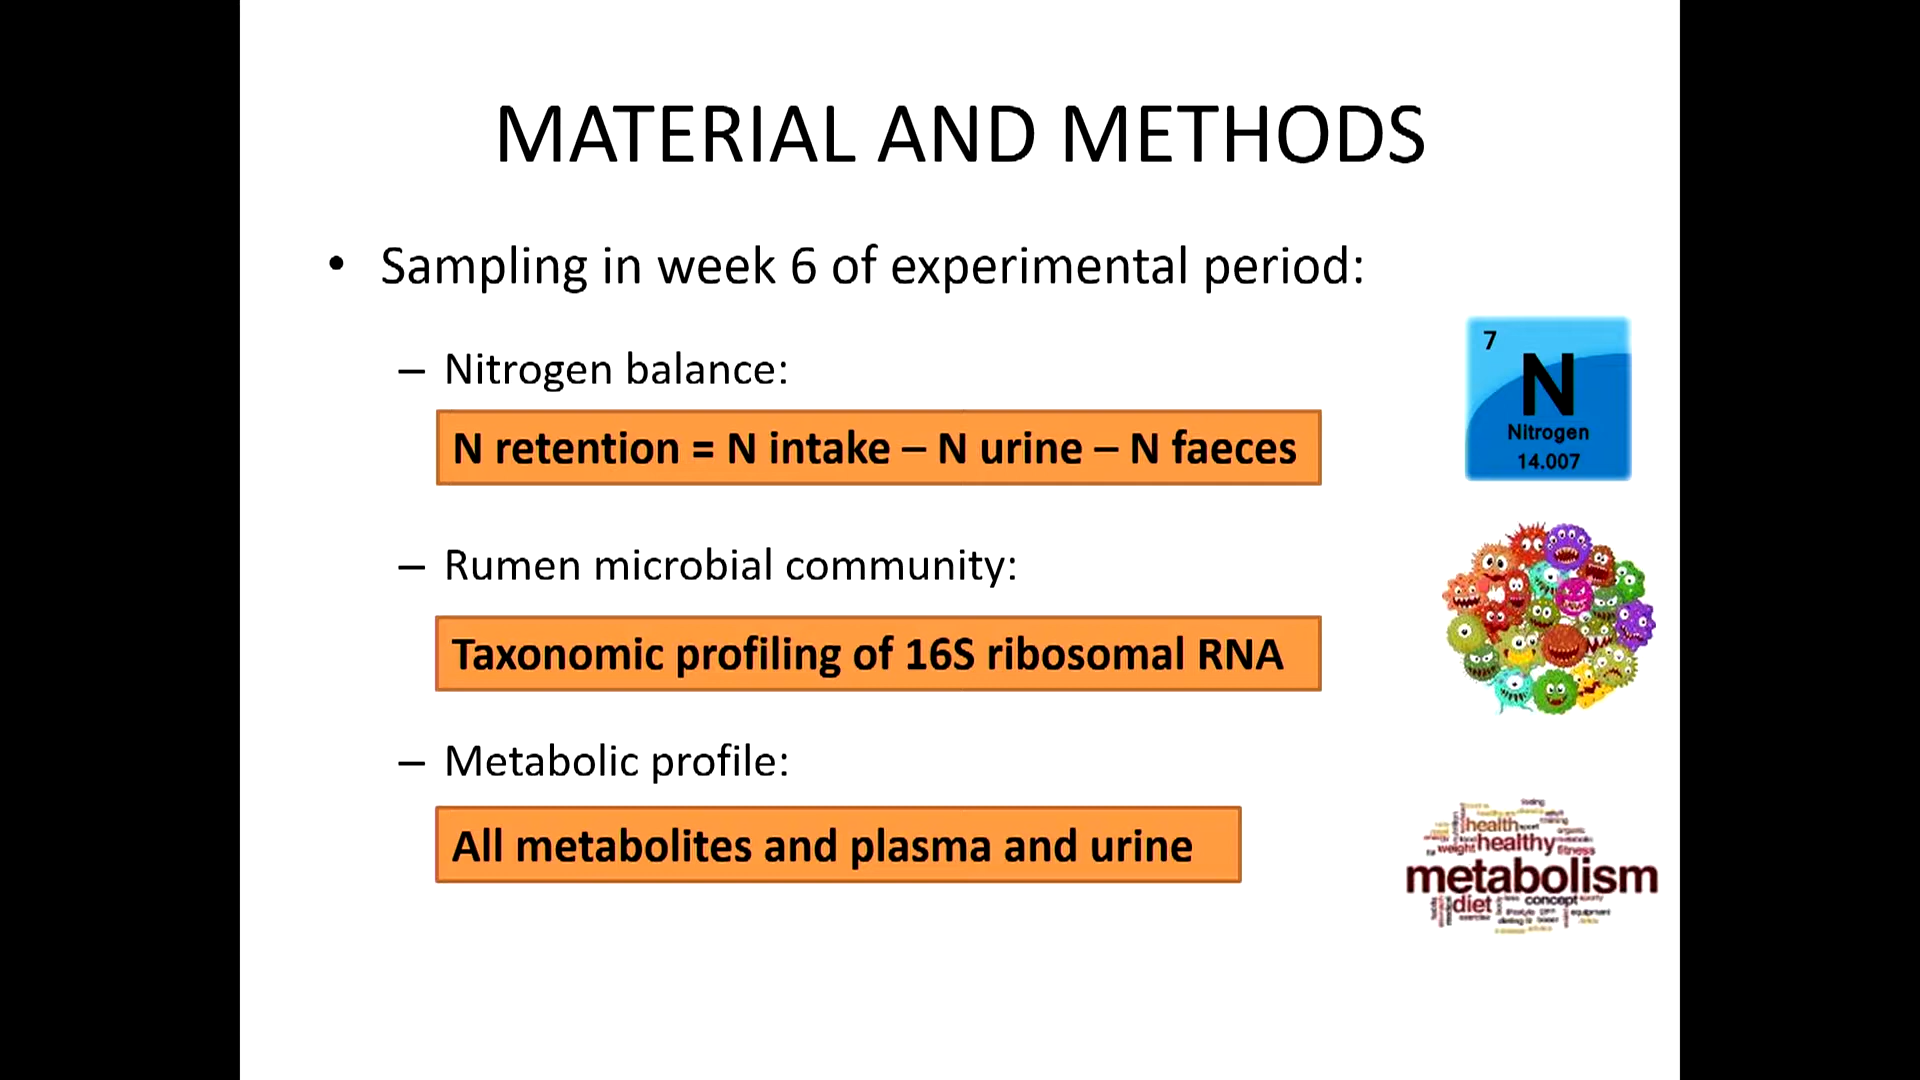 MATERIAL AND METHODS
• Sampling in week 6 of experimental period:
– Nitrogen balance:
N retention = N intake – N urine – N faeces
7
N
Nitrogen
14.007
– Rumen microbial community:
Taxonomic profiling of 16S ribosomal RNA
– Metabolic profile:
All metabolites and plasma and urine
health
weight healthy fitness
metabolism
diet concept